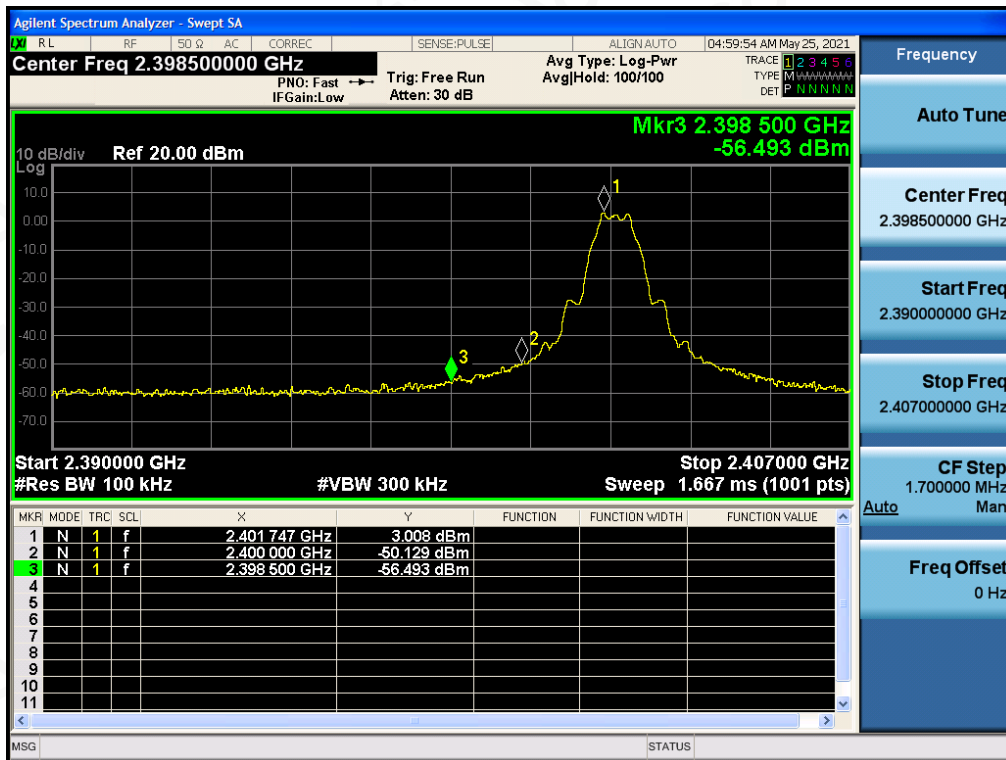 Agilent Spectrum Analyzer - Swept SA
LXI RL RF 50 Ω AC CORREC SENSE:PULSE ALIGN AUTO 04:59:54 AM May 25, 2021
Center Freq 2.398500000 GHz
PNO: Fast
IFGain:Low
Trig: Free Run
Atten: 30 dB
Avg Type: Log-Pwr
Avg|Hold: 100/100
TRACE 1 2 3 4 5 6
TYPE M WWWWW
DET P N N N N N
Mkr3 2.398 500 GHz
-56.493 dBm
10 dB/div Ref 20.00 dBm
Log
10.0
0.00
-10.0
-20.0
-30.0
-40.0
-50.0
-60.0
-70.0
1
2
3
Start 2.390000 GHz Stop 2.407000 GHz
#Res BW 100 kHz #VBW 300 kHz Sweep 1.667 ms (1001 pts)
MKR MODE TRC SCL X Y FUNCTION FUNCTION WIDTH FUNCTION VALUE
1 N 1 f 2.401 747 GHz 3.008 dBm
2 N 1 f 2.400 000 GHz -50.129 dBm
3 N 1 f 2.398 500 GHz -56.493 dBm
4
5
6
7
8
9
10
11
MSG STATUS
Frequency
Auto Tune
Center Freq
2.398500000 GHz
Start Freq
2.390000000 GHz
Stop Freq
2.407000000 GHz
CF Step
1.700000 MHz
Auto Man
Freq Offset
0 Hz